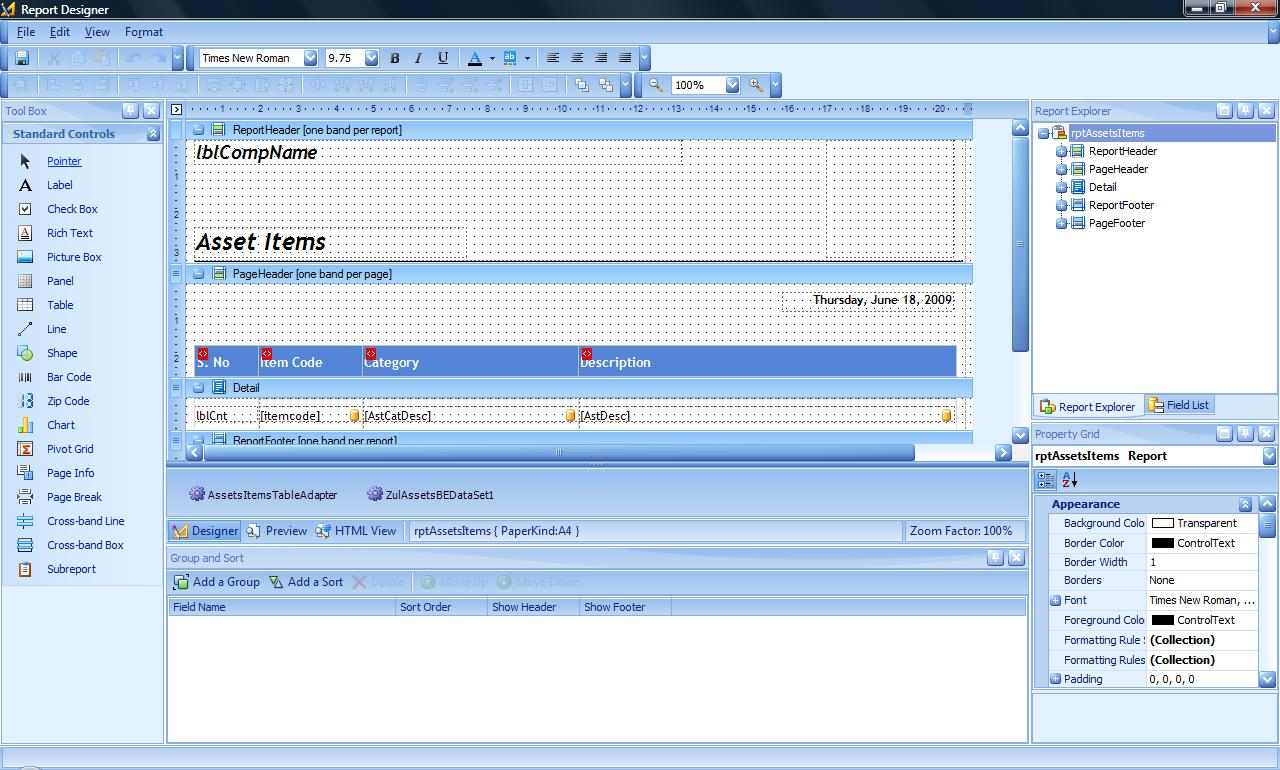 Report Designer
File Edit View Format
Times New Roman 9.75 B I U A ab
100%
Tool Box
Standard Controls
Pointer
A Label
Check Box
A Rich Text
Picture Box
Panel
Table
Line
Shape
Bar Code
Zip Code
Chart
Pivot Grid
Page Info
Page Break
Cross-band Line
Cross-band Box
Subreport
1 2 3 4 5 6 7 8 9 10 11 12 13 14 15 16 17 18 19 20
ReportHeader [one band per report]
lblCompName
1
2
Asset Items
3
PageHeader [one band per page]
Thursday, June 18, 2009
1
2
S. No Item Code Category Description
Detail
lblCnt [Itemcode] [AstCatDesc] [AstDesc]
ReportFooter [one band per report]
AssetsItemsTableAdapter ZulAssetsBEDataSet1
Designer Preview HTML View rptAssetsItems { PaperKind:A4 } Zoom Factor: 100%
Group and Sort
Add a Group Add a Sort Delete Move Up Move Down
Field Name Sort Order Show Header Show Footer
Report Explorer
rptAssetsItems
ReportHeader
PageHeader
Detail
ReportFooter
PageFooter
Report Explorer Field List
Property Grid
rptAssetsItems Report
A Z
Appearance
Background Colo Transparent
Border Color ControlText
Border Width 1
Borders None
Font Times New Roman, ...
Foreground Colo ControlText
Formatting Rule S (Collection)
Formatting Rules (Collection)
Padding 0, 0, 0, 0